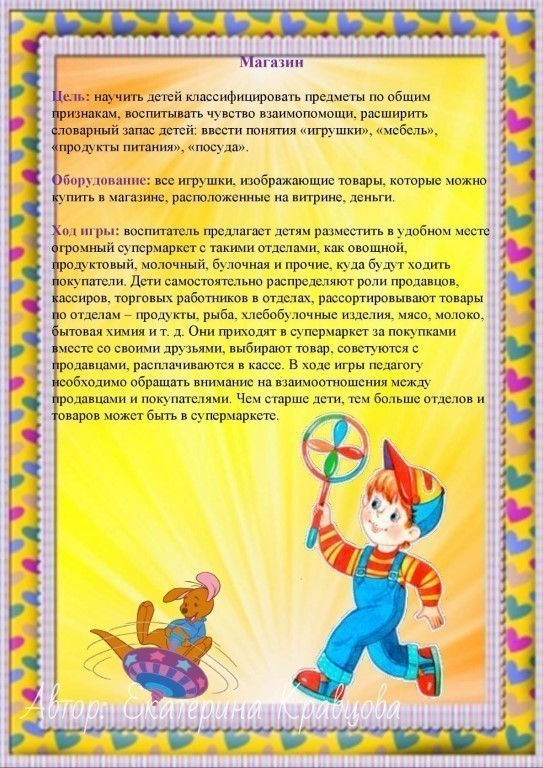 Магазин
Цель: научить детей классифицировать предметы по общим
признакам, воспитывать чувство взаимопомощи, расширить
словарный запас детей: ввести понятия «игрушки», «мебель»,
«продукты питания», «посуда».
Оборудование: все игрушки, изображающие товары, которые можно
купить в магазине, расположенные на витрине, деньги.
Ход игры: воспитатель предлагает детям разместить в удобном месте
огромный супермаркет с такими отделами, как овощной,
продуктовый, молочный, булочная и прочие, куда будут ходить
покупатели. Дети самостоятельно распределяют роли продавцов,
кассиров, торговых работников в отделах, рассортировывают товары
по отделам – продукты, рыба, хлебобулочные изделия, мясо, молоко,
бытовая химия и т. д. Они приходят в супермаркет за покупками
вместе со своими друзьями, выбирают товар, советуются с
продавцами, расплачиваются в кассе. В ходе игры педагогу
необходимо обращать внимание на взаимоотношения между
продавцами и покупателями. Чем старше дети, тем больше отделов и
товаров может быть в супермаркете.
Автор: Екатерина Кравцова